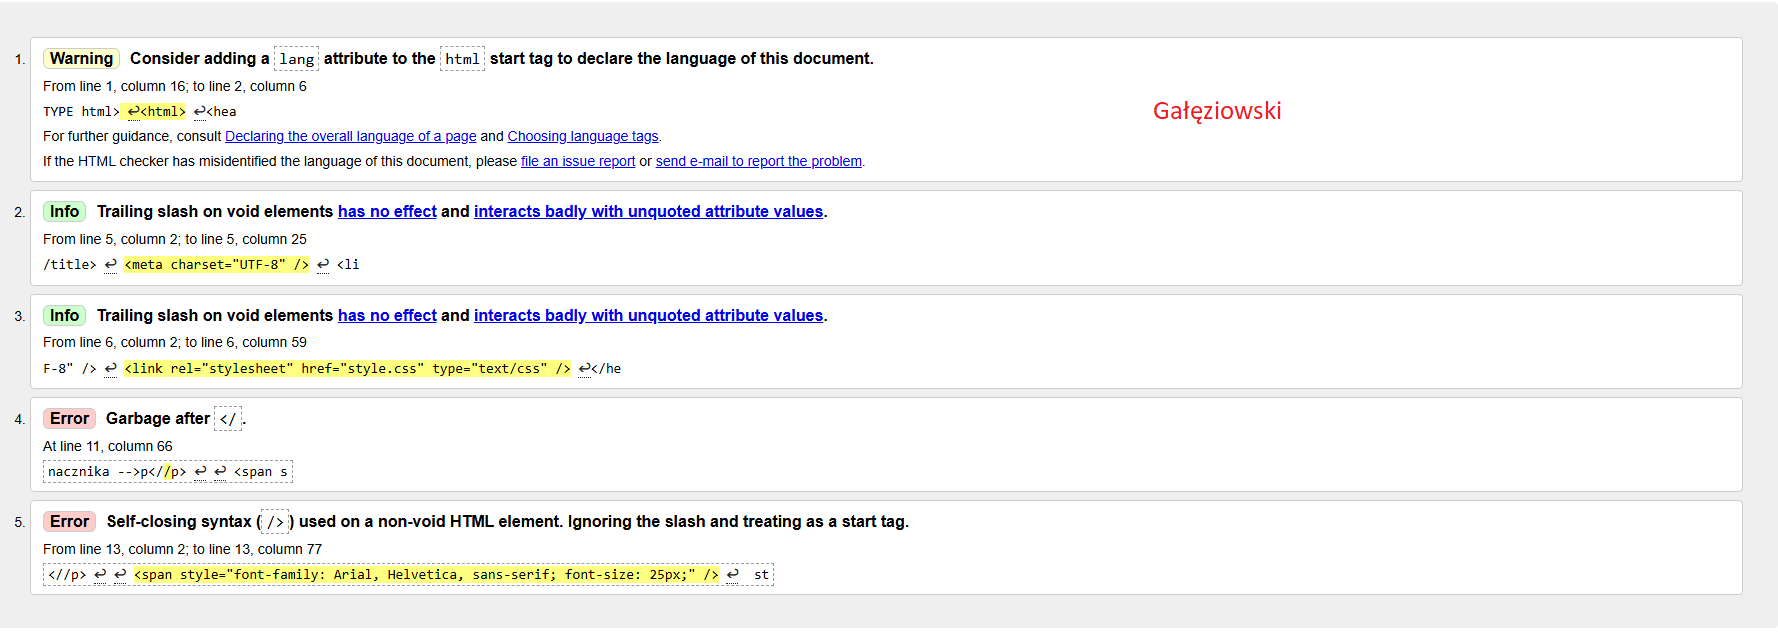 1. Warning Consider adding a lang attribute to the html start tag to declare the language of this document.
From line 1, column 16; to line 2, column 6
TYPE html> ↩<html> ↩<hea
Gałęziowski
For further guidance, consult Declaring the overall language of a page and Choosing language tags.
If the HTML checker has misidentified the language of this document, please file an issue report or send e-mail to report the problem.
2. Info Trailing slash on void elements has no effect and interacts badly with unquoted attribute values.
From line 5, column 2; to line 5, column 25
/title> ↩ <meta charset="UTF-8" /> ↩ <li
3. Info Trailing slash on void elements has no effect and interacts badly with unquoted attribute values.
From line 6, column 2; to line 6, column 59
F-8" /> ↩ <link rel="stylesheet" href="style.css" type="text/css" /> ↩</he
4. Error Garbage after </.
At line 11, column 66
nacznika -->p<//p> ↩ ↩ <span s
5. Error Self-closing syntax (/>) used on a non-void HTML element. Ignoring the slash and treating as a start tag.
From line 13, column 2; to line 13, column 77
<//p> ↩ ↩ <span style="font-family: Arial, Helvetica, sans-serif; font-size: 25px;" /> ↩ st